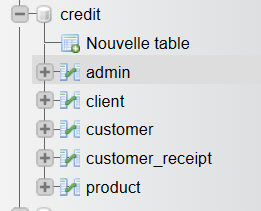 credit
Nouvelle table
admin
client
customer
customer_receipt
product